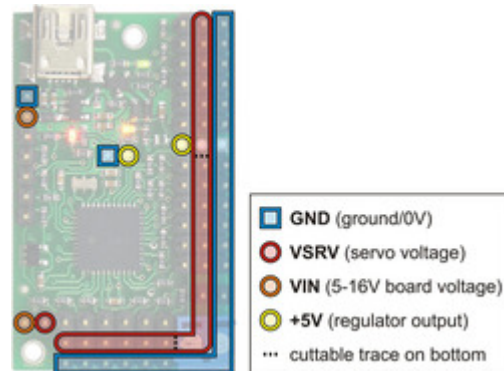 GND (ground/0V)
VSRV (servo voltage)
VIN (5-16V board voltage)
+5V (regulator output)
cuttable trace on bottom